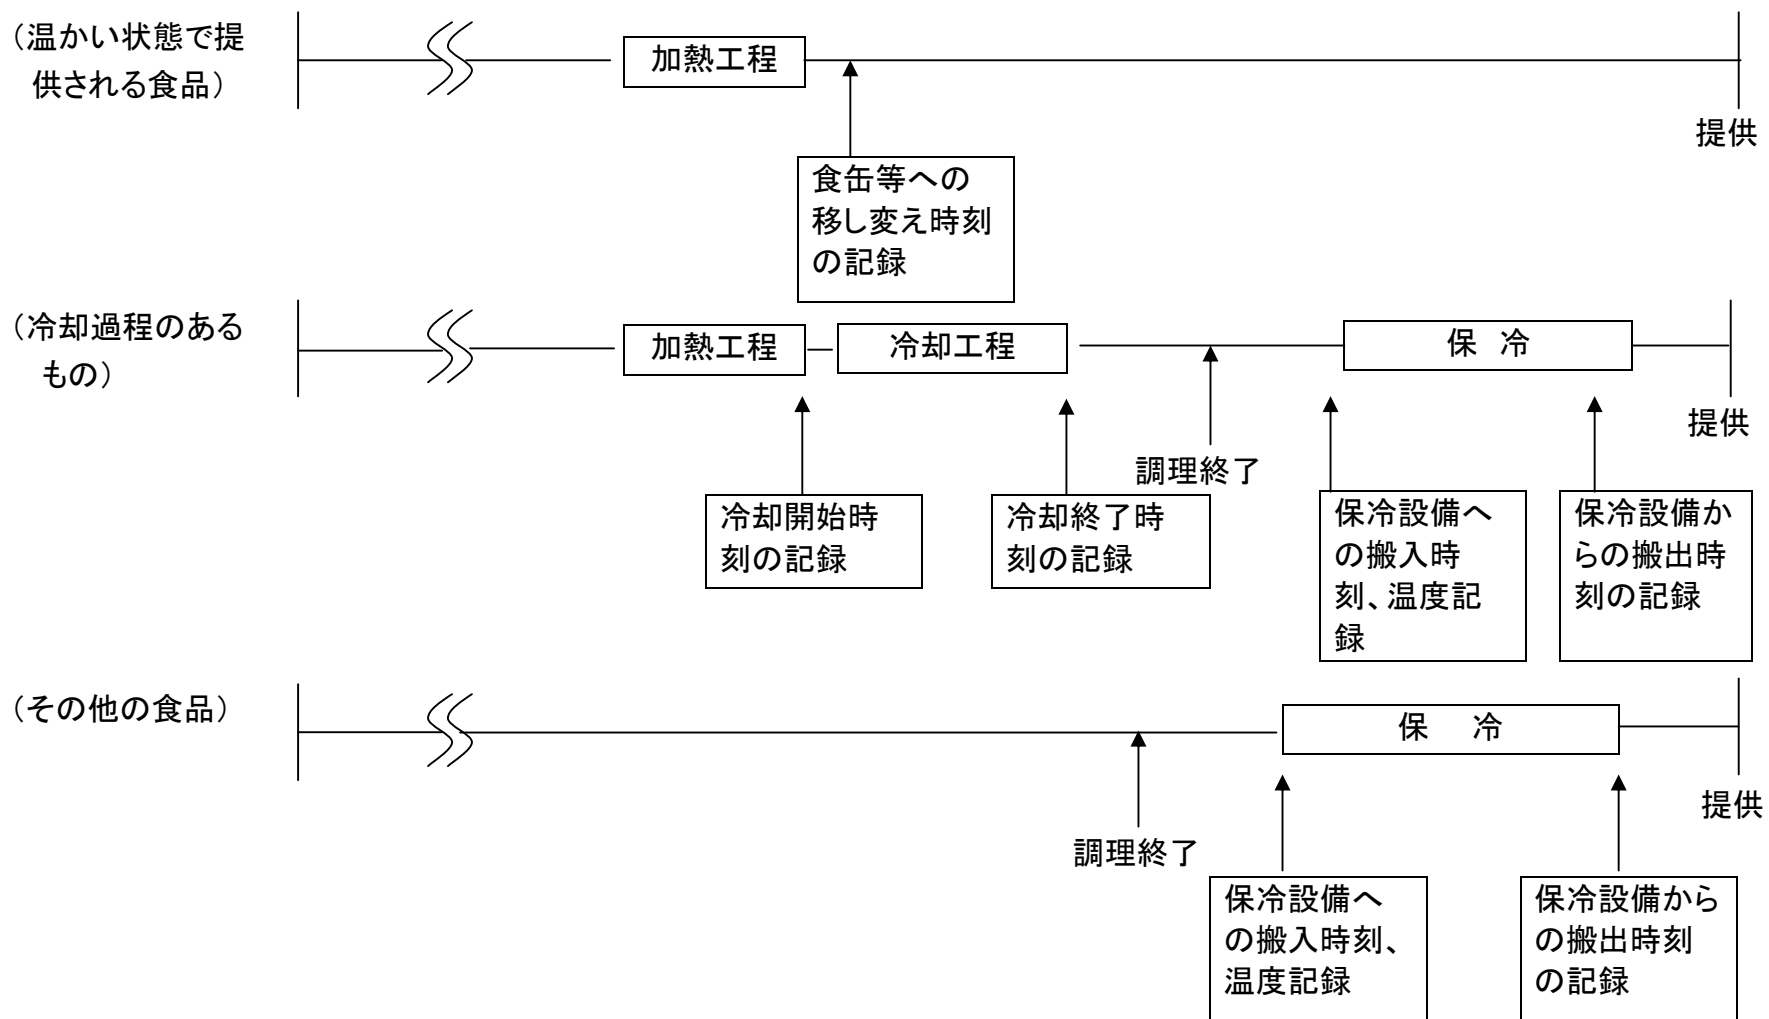 （温かい状態で提
供される食品）
加熱工程
提供
食缶等への
移し変え時刻
の記録
（冷却過程のある
もの）
加熱工程
冷却工程
保 冷
提供
調理終了
冷却開始時
刻の記録
冷却終了時
刻の記録
保冷設備へ
の搬入時
刻、温度記
録
保冷設備か
らの搬出時
刻の記録
（その他の食品）
保 冷
提供
調理終了
保冷設備へ
の搬入時刻、
温度記録
保冷設備から
の搬出時刻
の記録